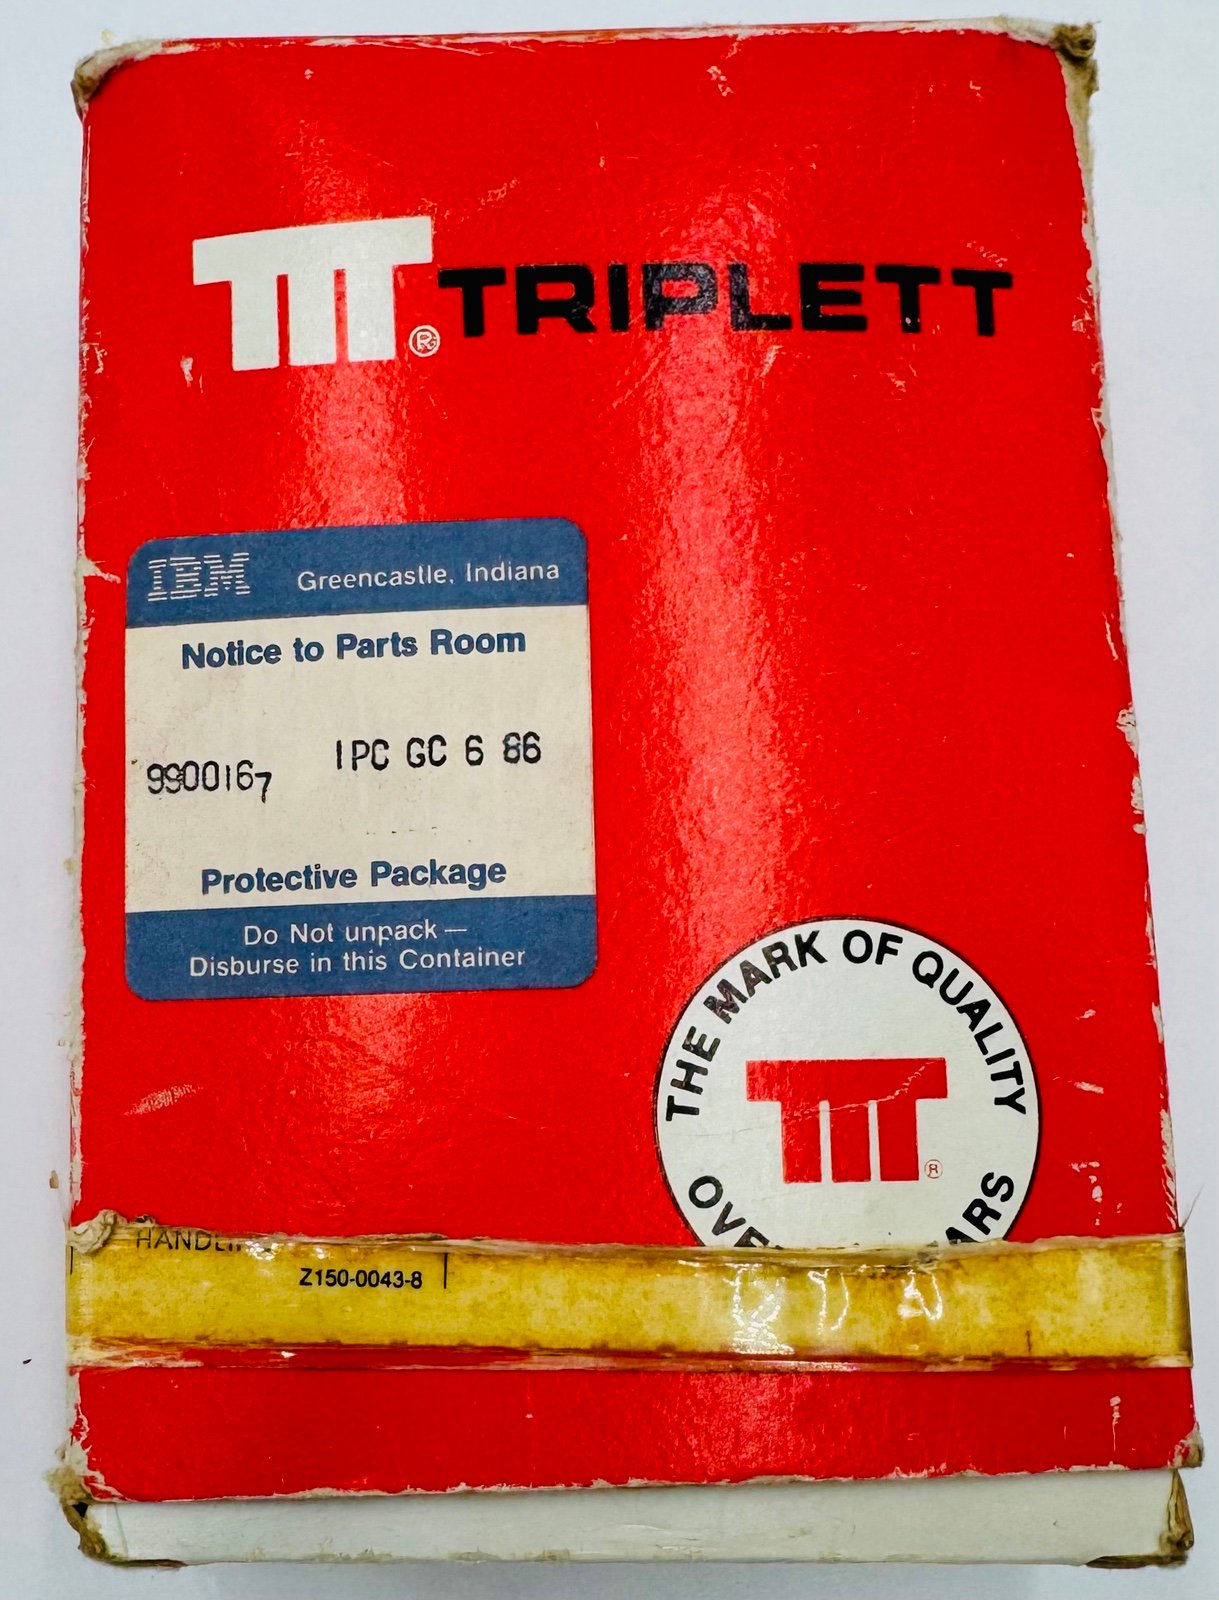 ® TRIPLETT
IBM Greencastle, Indiana
Notice to Parts Room
9900167 IPC GC 6 86
Protective Package
Do Not unpack —
Disburse in this Container
THE MARK OF QUALITY
®
Z150-0043-8